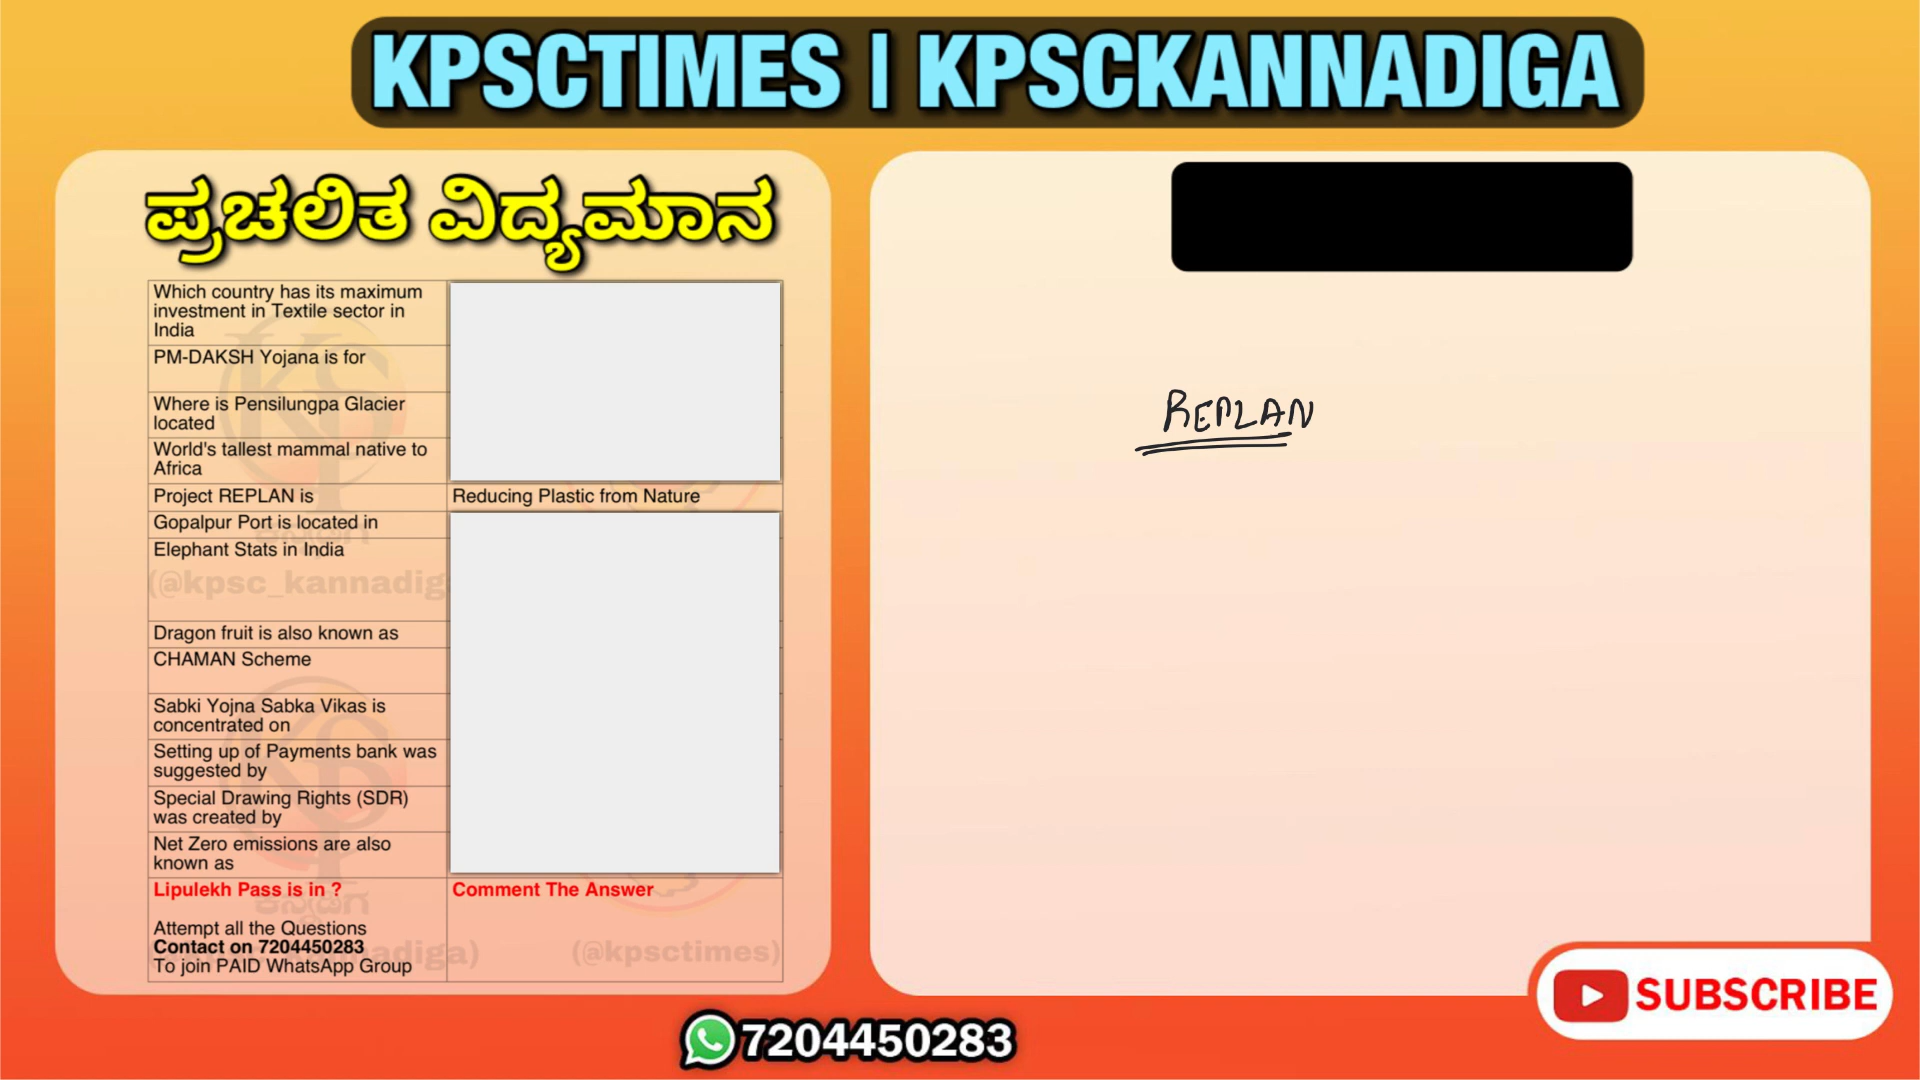 KPSCTIMES | KPSCKANNADIGA
ಪ್ರಚಲಿತ ವಿದ್ಯಮಾನ
Which country has its maximum
investment in Textile sector in
India
PM-DAKSH Yojana is for
Where is Pensilungpa Glacier
located
World's tallest mammal native to
Africa
Project REPLAN is
Reducing Plastic from Nature
Gopalpur Port is located in
Elephant Stats in India
(@kpsc_kannadig
Dragon fruit is also known as
CHAMAN Scheme
Sabki Yojna Sabka Vikas is
concentrated on
Setting up of Payments bank was
suggested by
Special Drawing Rights (SDR)
was created by
Net Zero emissions are also
known as
Lipulekh Pass is in ?
Comment The Answer
ಕನ್ನಡಿಗ
Attempt all the Questions
Contact on 7204450283
To join PAID WhatsApp Group
(@kpsctimes)
REPLAN
SUBSCRIBE
7204450283